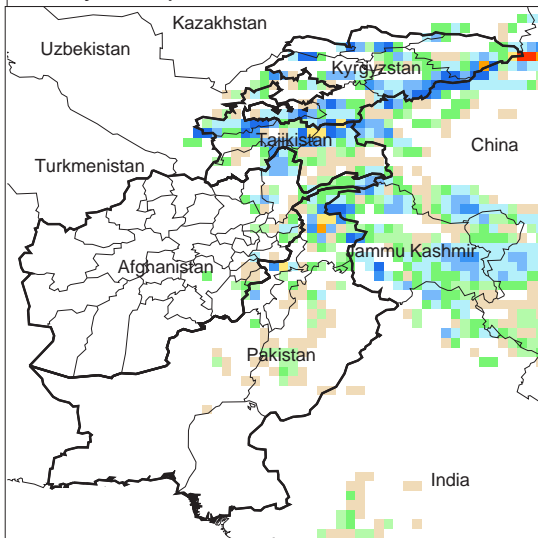 Kazakhstan
Uzbekistan
Kyrgyzstan
Tajikistan
China
Turkmenistan
Jammu Kashmir
Afghanistan
Pakistan
India